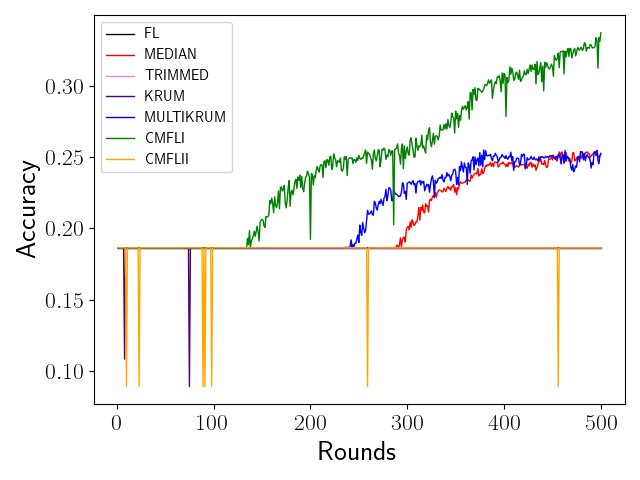 FL
MEDIAN
TRIMMED
KRUM
MULTIKRUM
CMFLI
CMFLII
0.30
0.25
0.20
0.15
0.10
Accuracy
0 100 200 300 400 500
Rounds